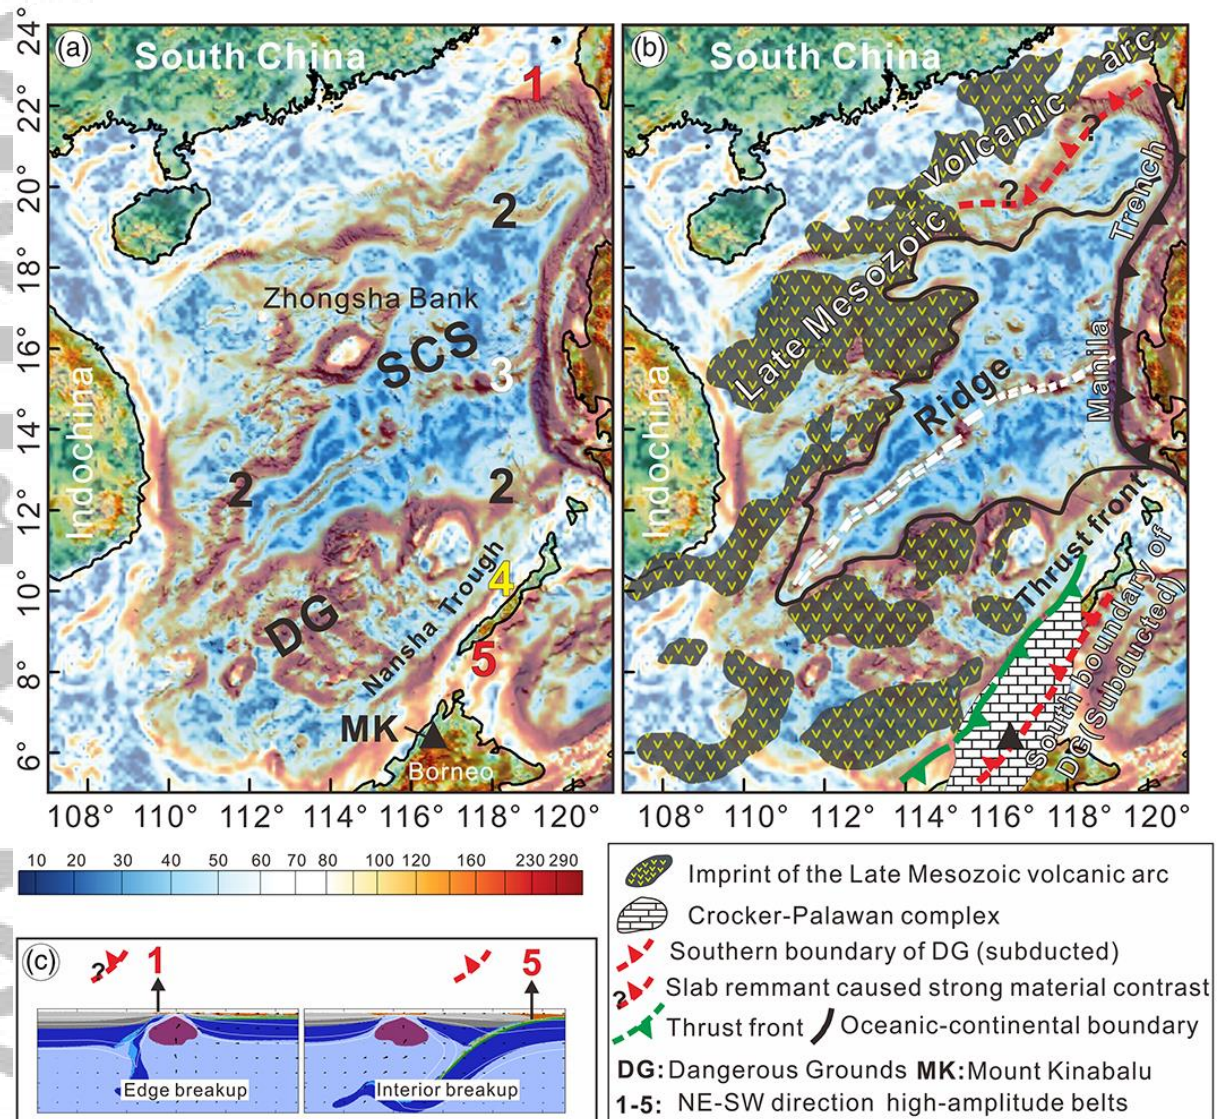 (a)
South China
1
2
Zhongsha Bank
SCS
3
Indochina
2
2
Nansha Trough
4
DG
5
MK
Borneo
24°
22°
20°
18°
16°
14°
12°
10°
8°
6°
108° 110° 112° 114° 116° 118° 120°
(b)
South China
Late Mesozoic volcanic arc
?
?
Manila Trench
Ridge
Indochina
Thrust front
South boundary of
DG(Subducted)
108° 110° 112° 114° 116° 118° 120°
10 20 30 40 50 60 70 80 100 120 160 230 290
(c)
? 1
5
Edge breakup
Interior breakup
Imprint of the Late Mesozoic volcanic arc
Crocker-Palawan complex
Southern boundary of DG (subducted)
? Slab remnant caused strong material contrast
Thrust front
Oceanic-continental boundary
DG: Dangerous Grounds MK: Mount Kinabalu
1-5: NE-SW direction high-amplitude belts